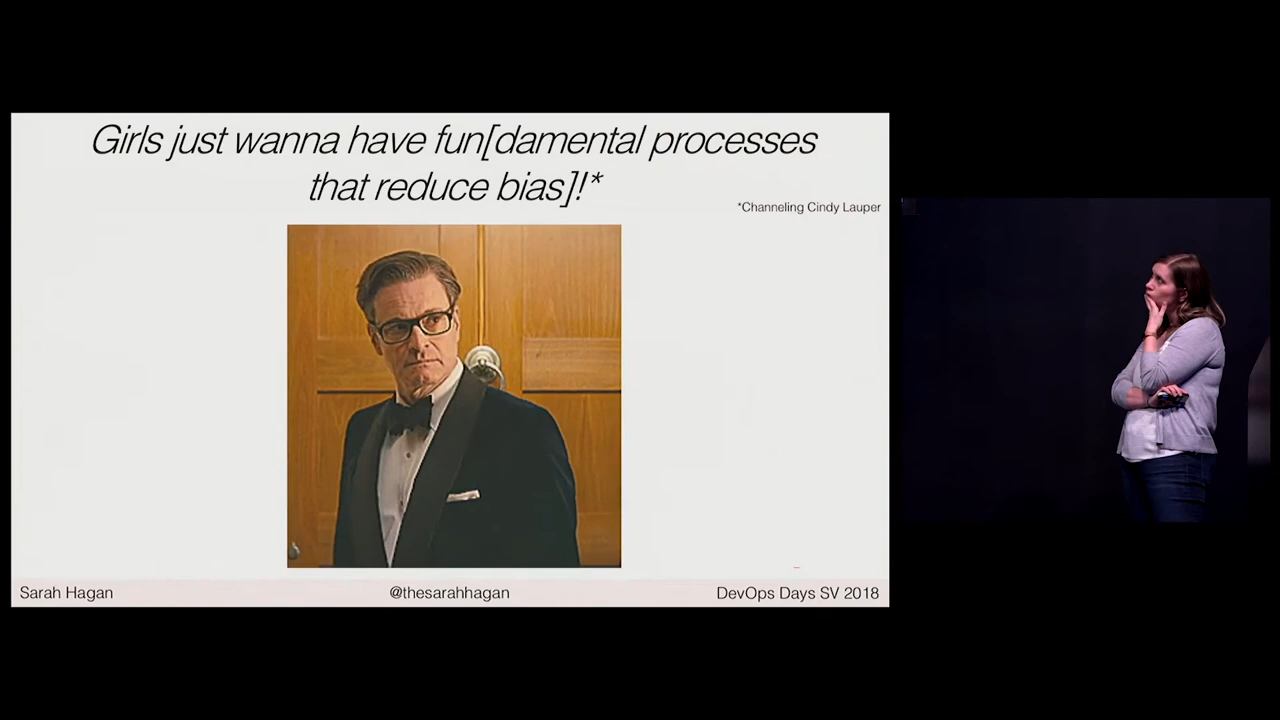 Girls just wanna have fun[damental processes
that reduce bias]!*
*Channeling Cindy Lauper
Sarah Hagan
@thesarahhagan
DevOps Days SV 2018